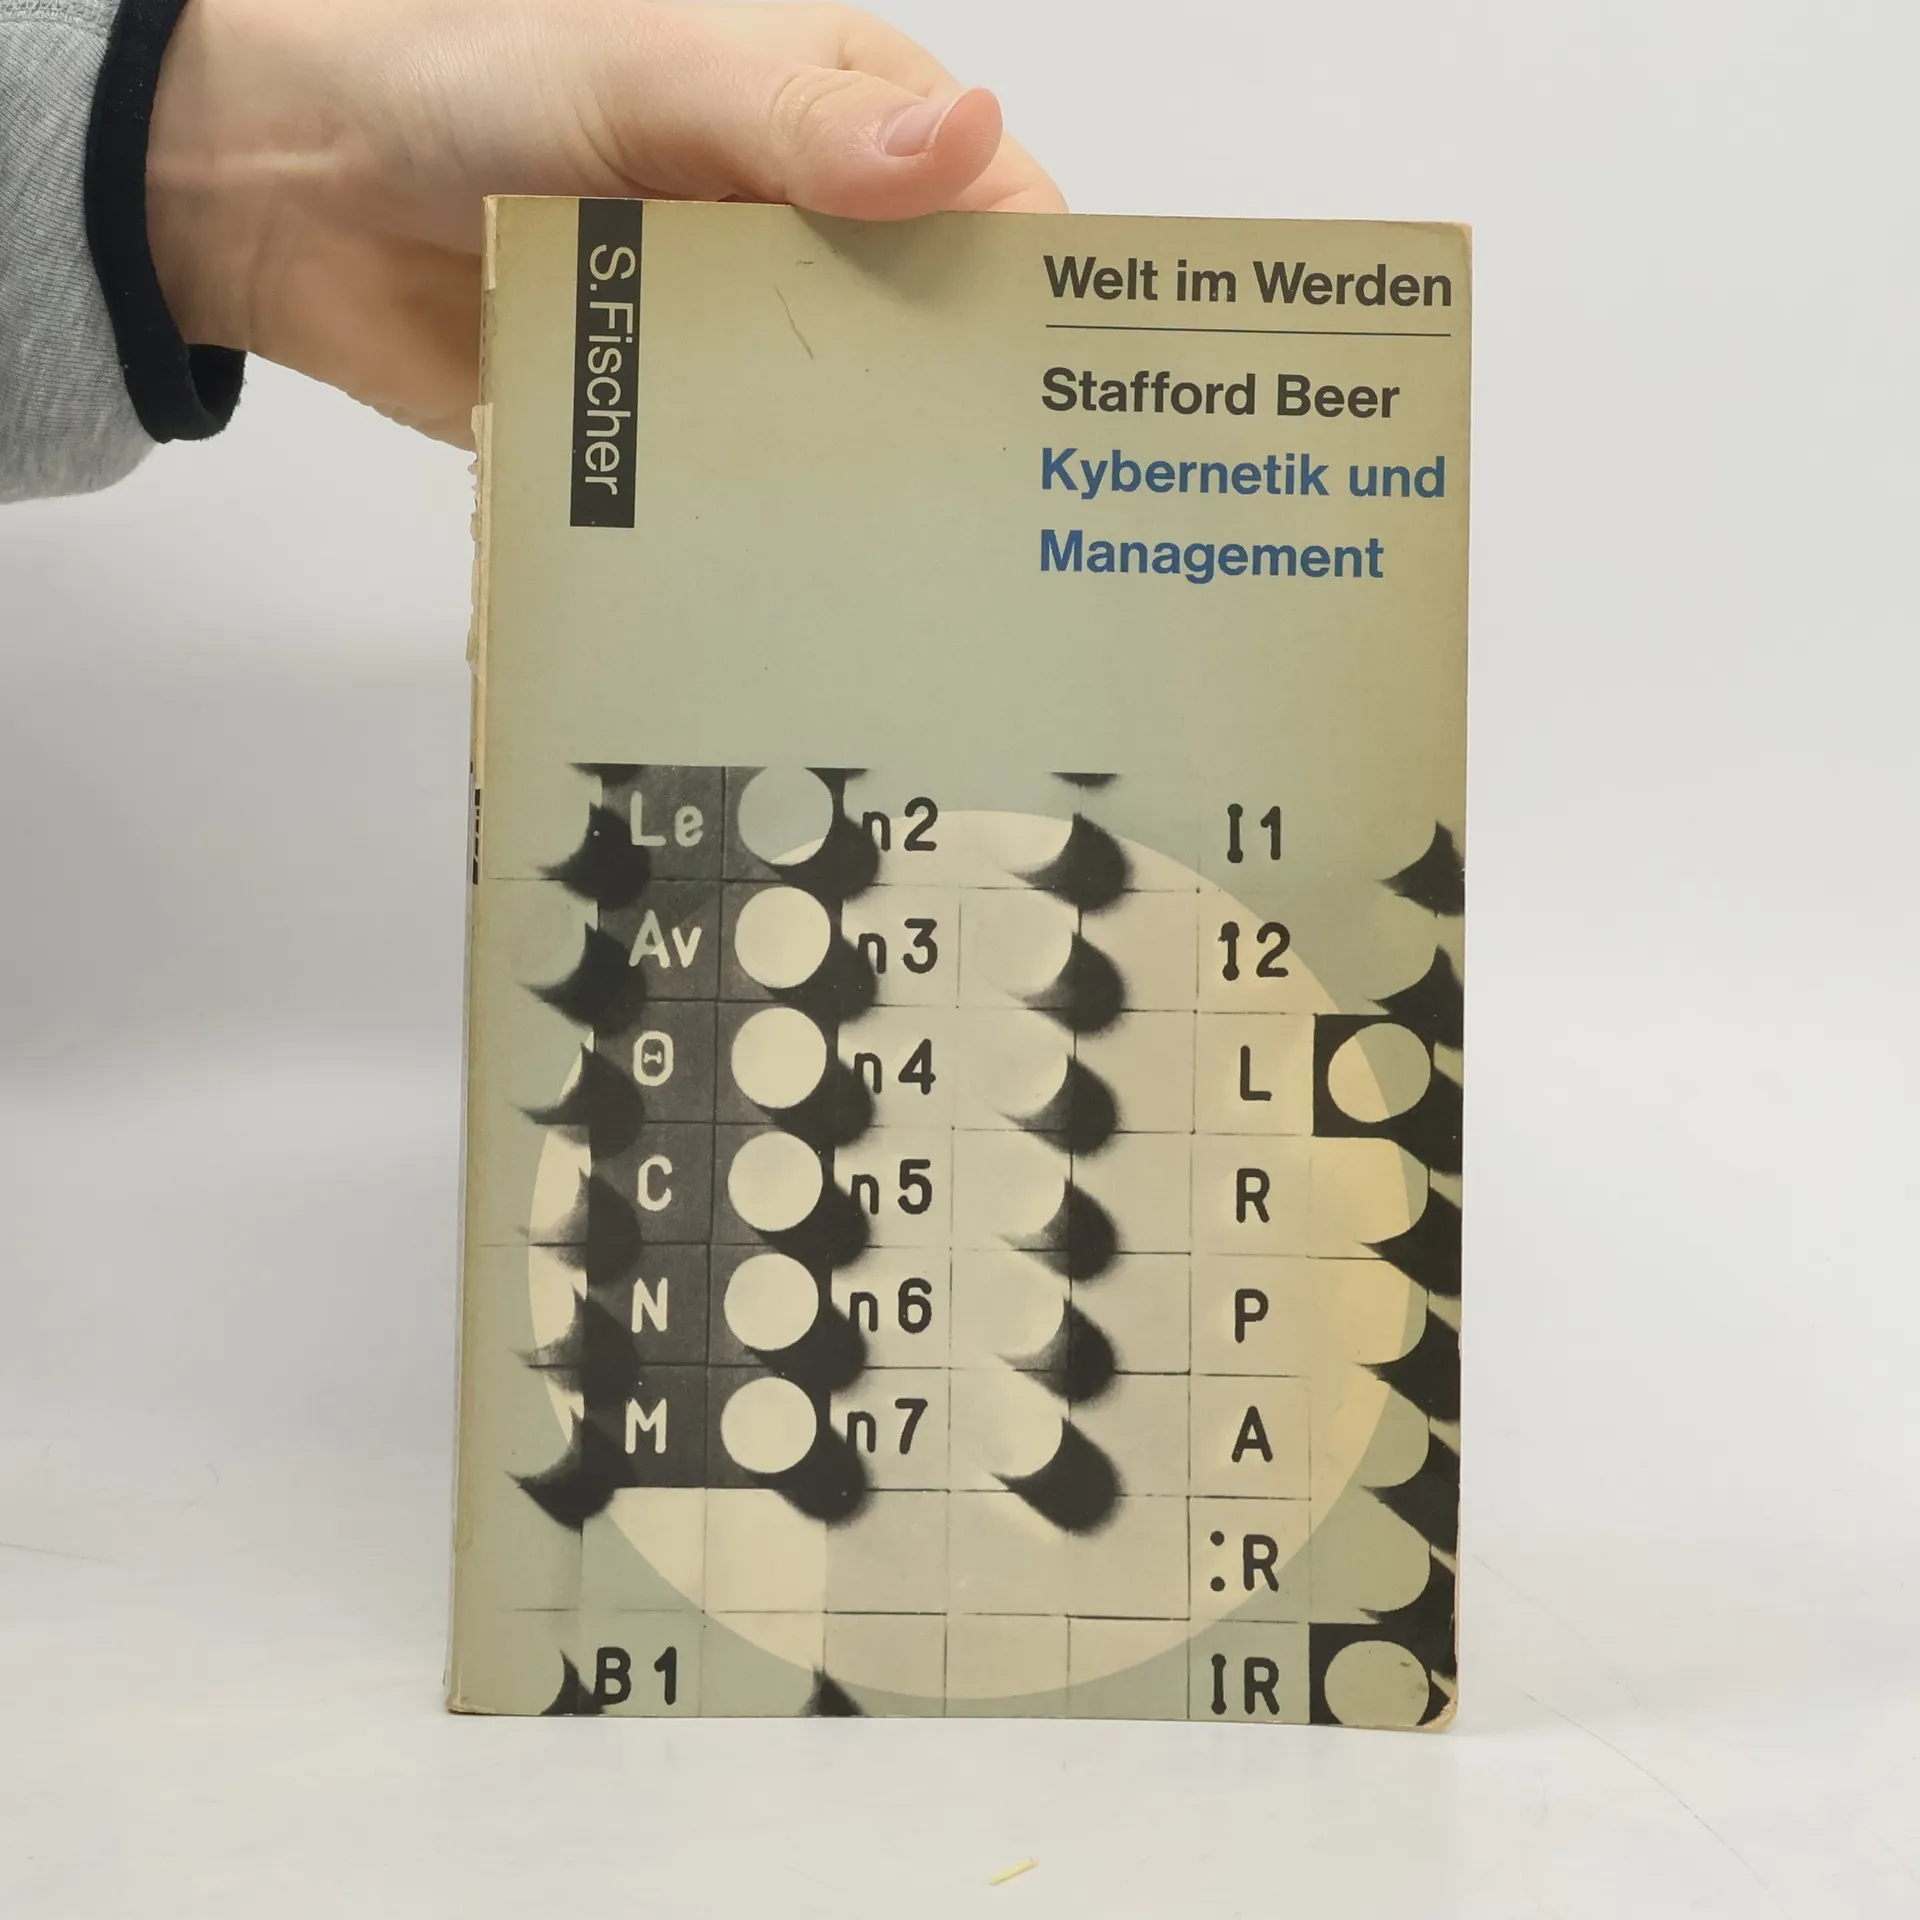 S.Fischer
Welt im Werden
Stafford Beer
Kybernetik und
Management
Le n2 I1
Av n3 I2
Θ n4 L
C n5 R
N n6 P
M n7 A
:R
B1 IR